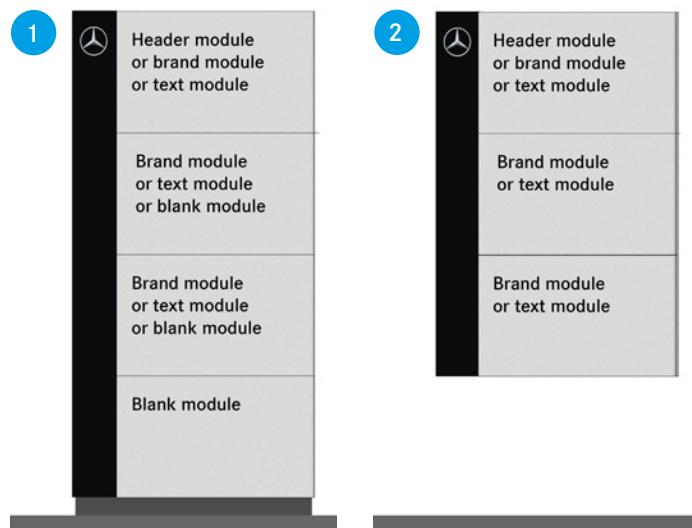 1
Header module
or brand module
or text module
Brand module
or text module
or blank module
Brand module
or text module
or blank module
Blank module
2
Header module
or brand module
or text module
Brand module
or text module
Brand module
or text module